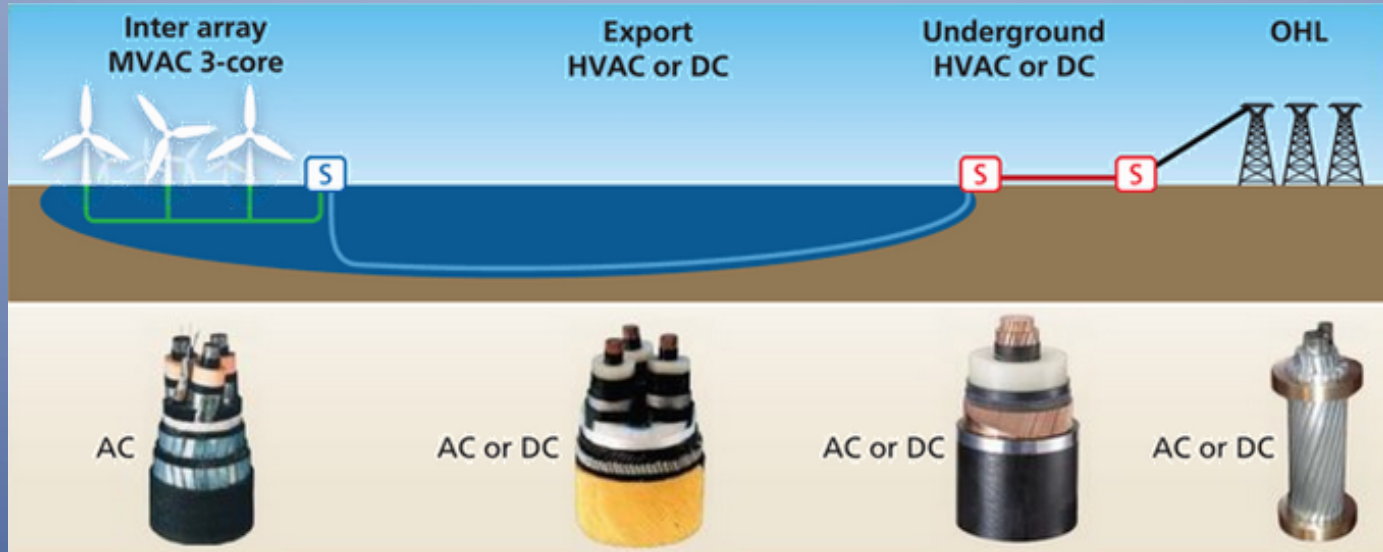 Inter array
MVAC 3-core
Export
HVAC or DC
Underground
HVAC or DC
OHL
S
S
S
AC
AC or DC
AC or DC
AC or DC